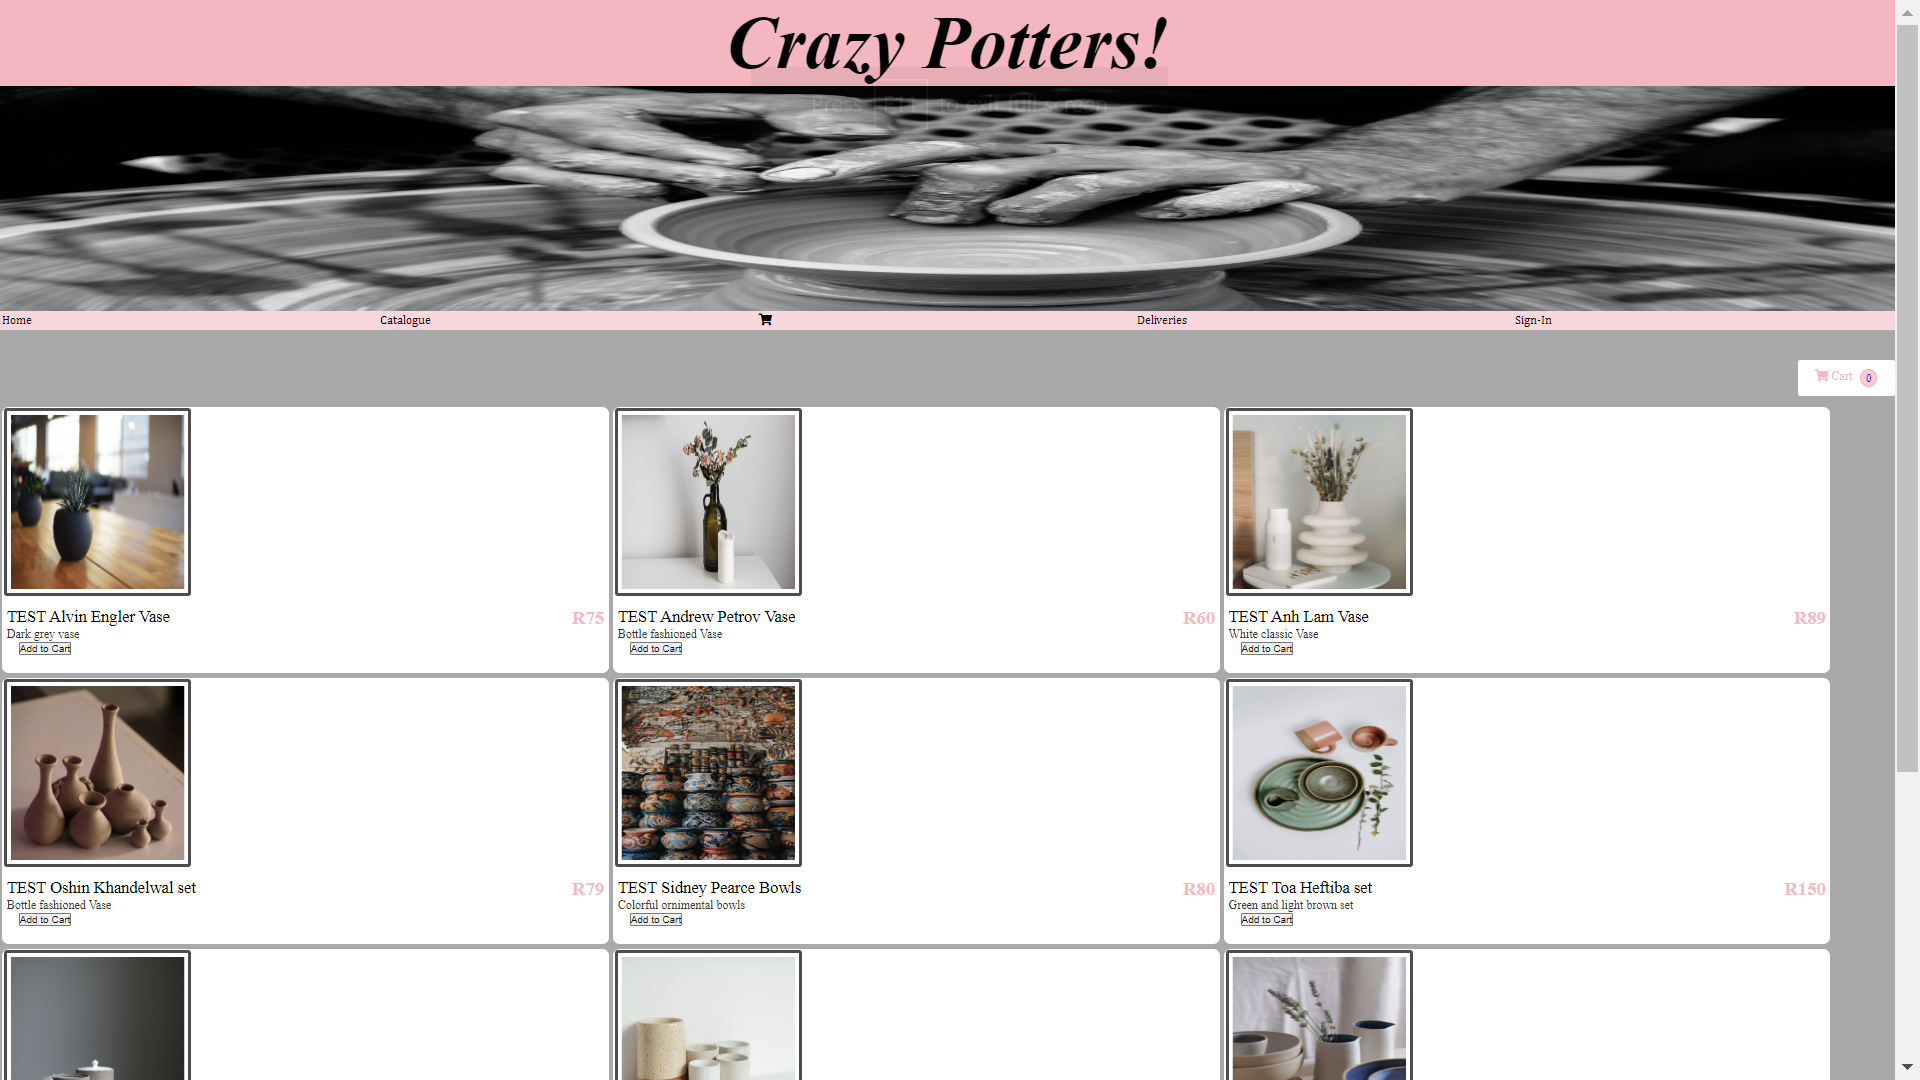 Crazy Potters!
Press F11 to exit full screen
Home Catalogue Deliveries Sign-In
Cart 0
TEST Alvin Engler Vase R75
Dark grey vase
Add to Cart
TEST Andrew Petrov Vase R60
Bottle fashioned Vase
Add to Cart
TEST Anh Lam Vase R89
White classic Vase
Add to Cart
TEST Oshin Khandelwal set R79
Bottle fashioned Vase
Add to Cart
TEST Sidney Pearce Bowls R80
Colorful ornimental bowls
Add to Cart
TEST Toa Heftiba set R150
Green and light brown set
Add to Cart